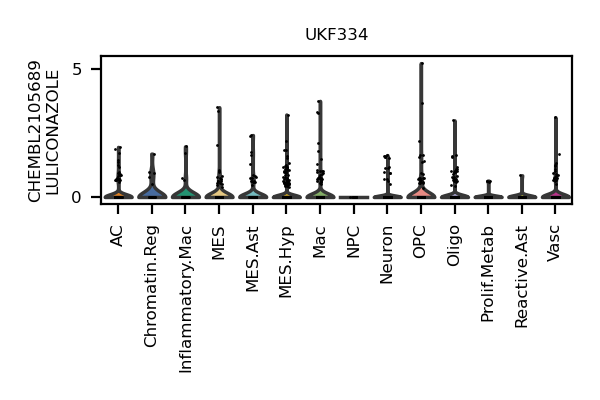 UKF334
CHEMBL2105689
LULICONAZOLE
5
0
AC
Chromatin.Reg
Inflammatory.Mac
MES
MES.Ast
MES.Hyp
Mac
NPC
Neuron
OPC
Oligo
Prolif.Metab
Reactive.Ast
Vasc